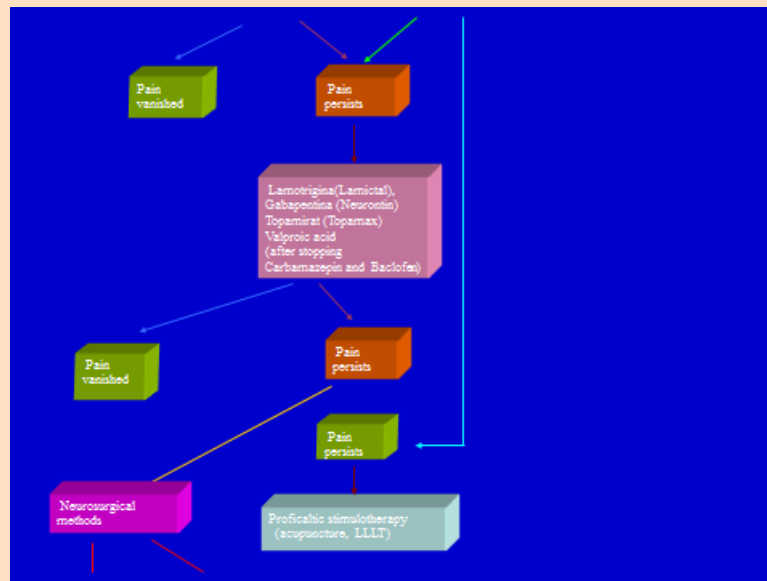 Pain
vanished
Pain
persists
Lamotrigina(Lamictal),
Gabapentina (Neurontin)
Topamirat (Topamax)
Valproic acid
(after stopping
Carbamazepin and Baclofen)
Pain
vanished
Pain
persists
Pain
persists
Neurosurgical
methods
Proficaltic stimulotherapy
(acupuncture, LLLT)